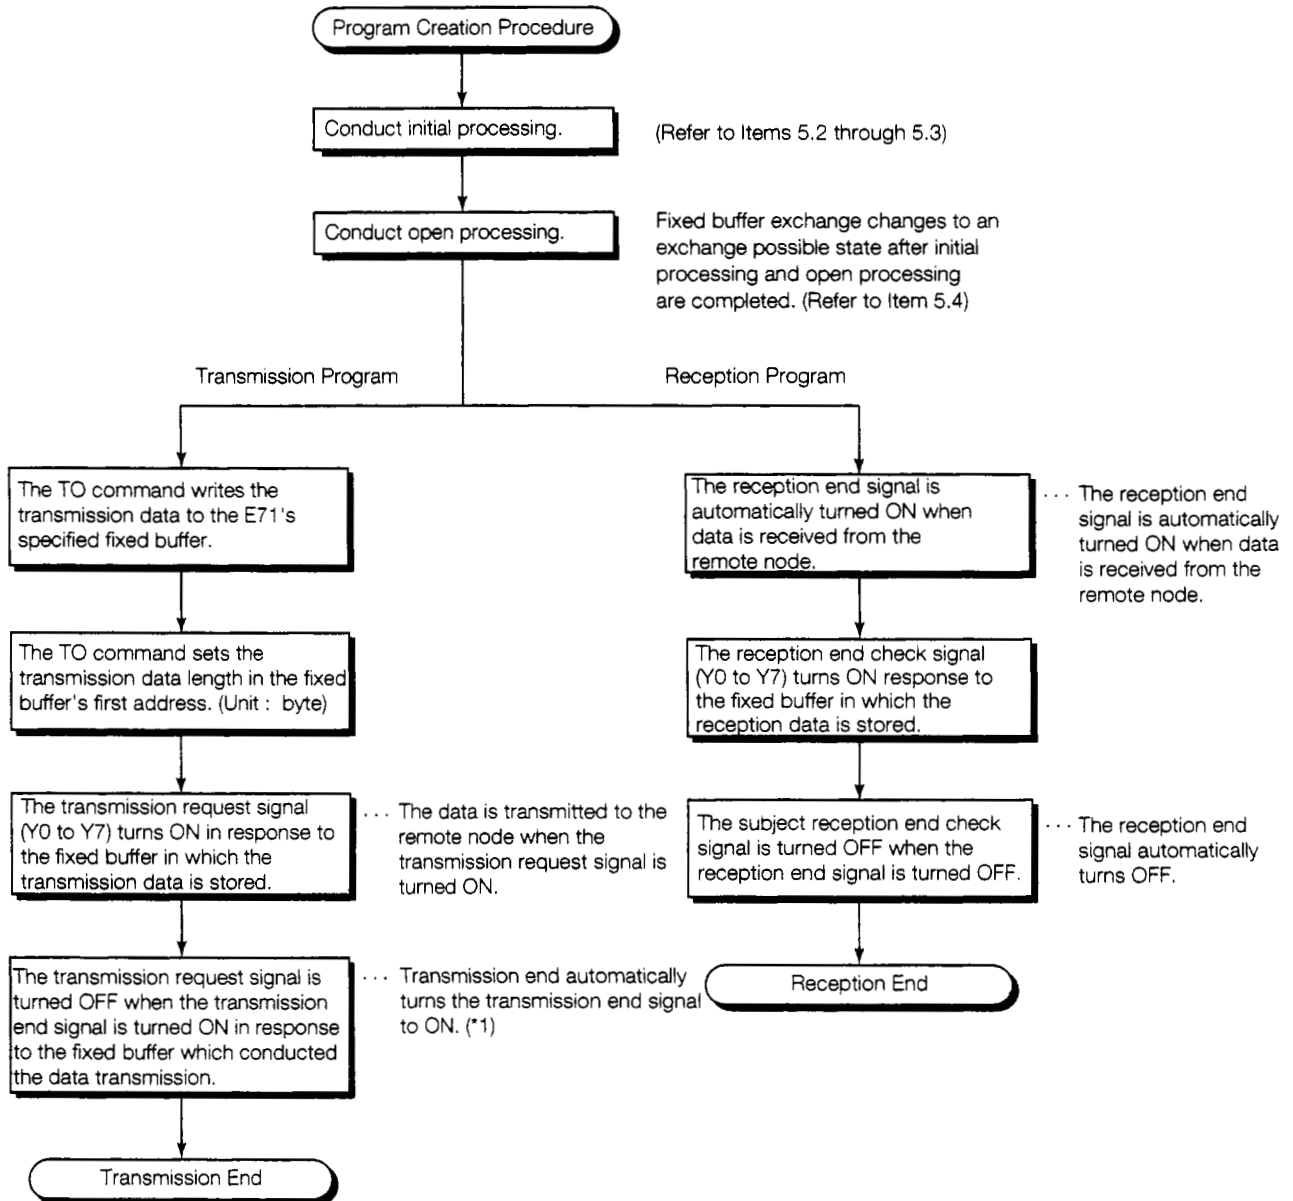 Program Creation Procedure
Conduct initial processing.
(Refer to Items 5.2 through 5.3)
Conduct open processing.
Fixed buffer exchange changes to an
exchange possible state after initial
processing and open processing
are completed. (Refer to Item 5.4)
Transmission Program
Reception Program
The TO command writes the
transmission data to the E71's
specified fixed buffer.
The TO command sets the
transmission data length in the fixed
buffer's first address. (Unit : byte)
The transmission request signal
(Y0 to Y7) turns ON in response to
the fixed buffer in which the
transmission data is stored.
··· The data is transmitted to the
remote node when the
transmission request signal is
turned ON.
The transmission request signal is
turned OFF when the transmission
end signal is turned ON in response
to the fixed buffer which conducted
the data transmission.
··· Transmission end automatically
turns the transmission end signal
to ON. (*1)
Transmission End
The reception end signal is
automatically turned ON when
data is received from the
remote node.
··· The reception end
signal is automatically
turned ON when data
is received from the
remote node.
The reception end check signal
(Y0 to Y7) turns ON response to
the fixed buffer in which the
reception data is stored.
The subject reception end check
signal is turned OFF when the
reception end signal is turned OFF.
··· The reception end
signal automatically
turns OFF.
Reception End